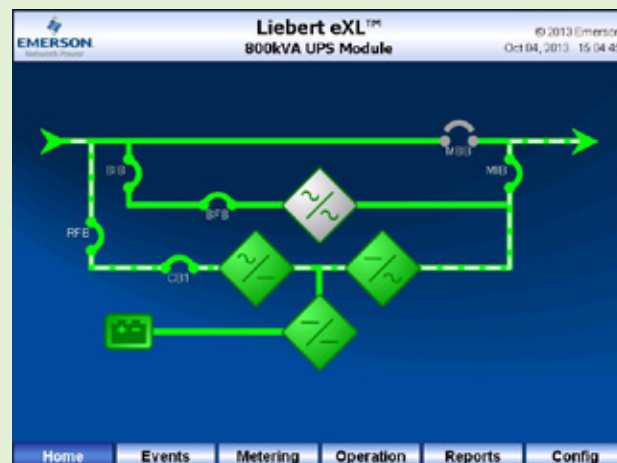 EMERSON
Network Power
Liebert eXL™
800kVA UPS Module
© 2013 Emerson
Oct 04, 2013 15:04:45
MBB
BIB
MIB
BFB
RFB
CB1
Home Events Metering Operation Reports Config